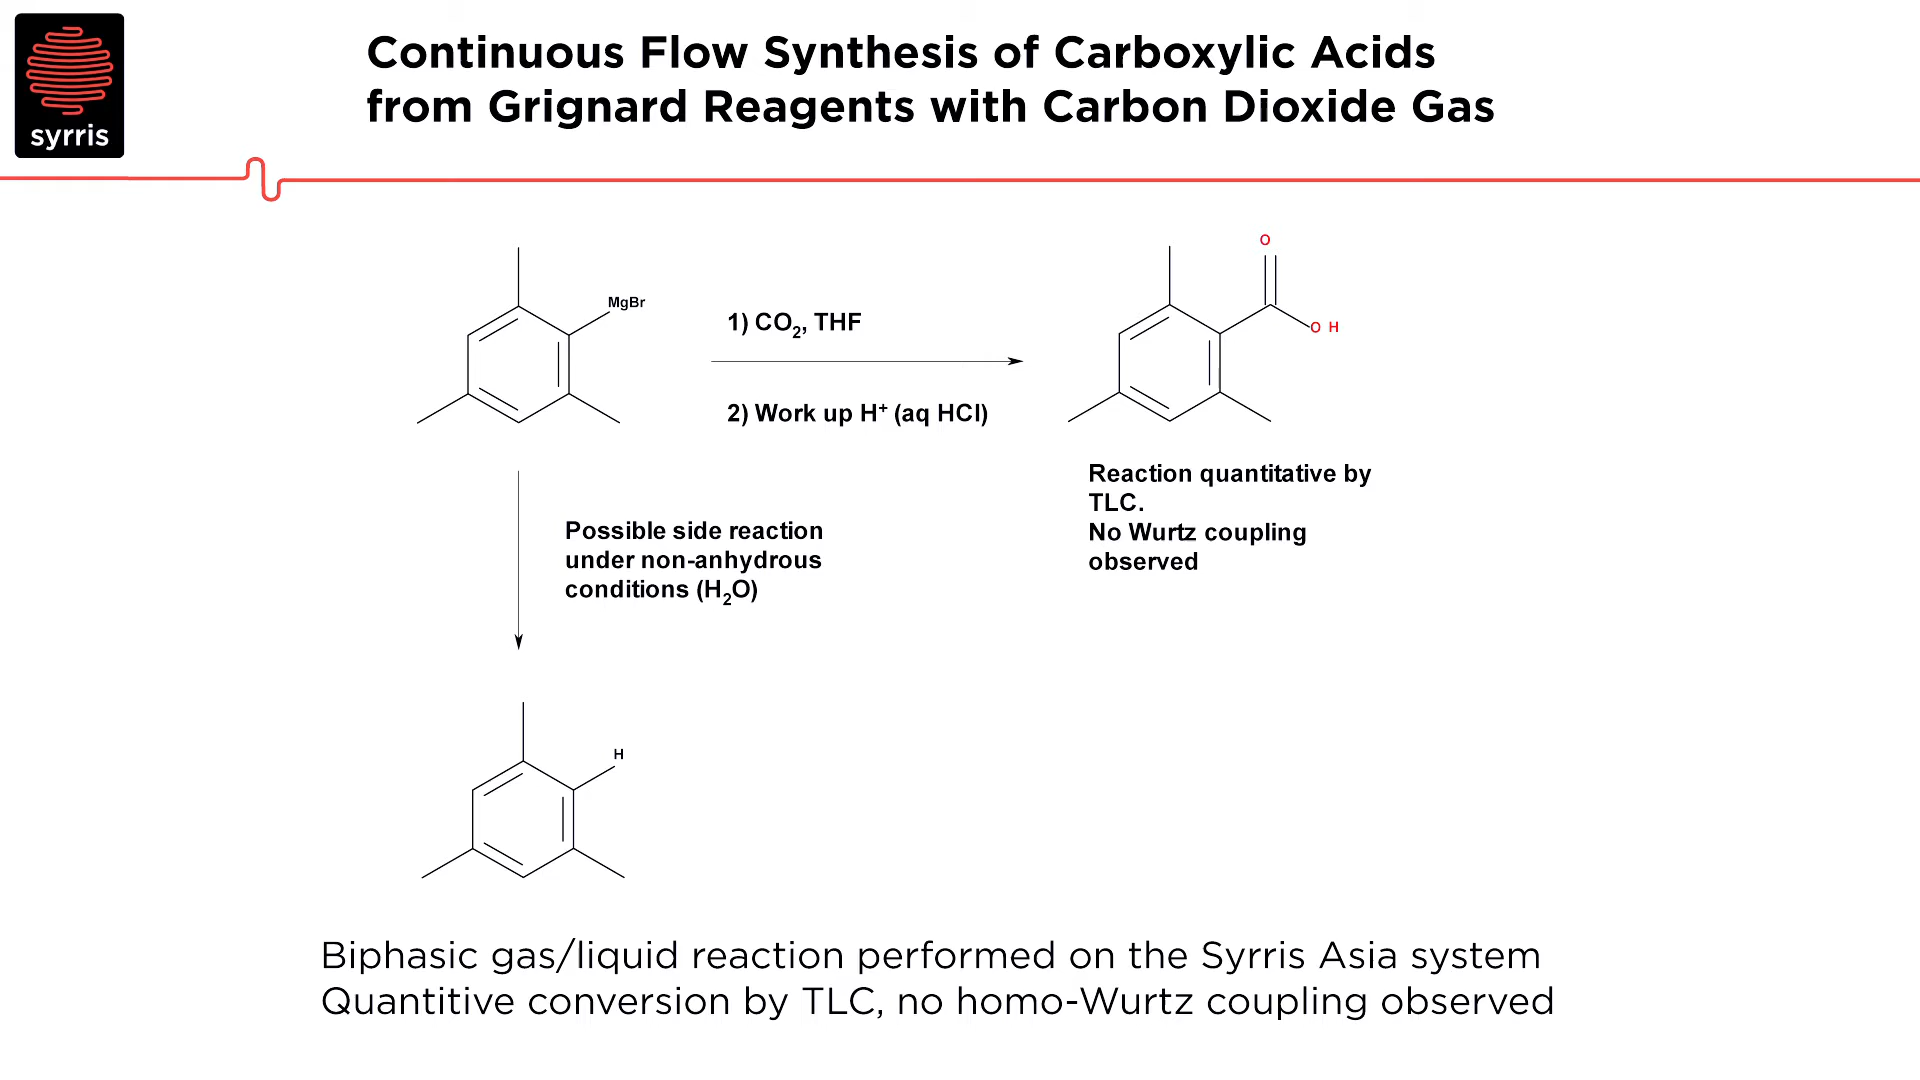 syrris
Continuous Flow Synthesis of Carboxylic Acids
from Grignard Reagents with Carbon Dioxide Gas
MgBr
1) CO₂, THF
2) Work up H⁺ (aq HCl)
O
O H
Reaction quantitative by
TLC.
No Wurtz coupling
observed
Possible side reaction
under non-anhydrous
conditions (H₂O)
H
Biphasic gas/liquid reaction performed on the Syrris Asia system
Quantitive conversion by TLC, no homo-Wurtz coupling observed